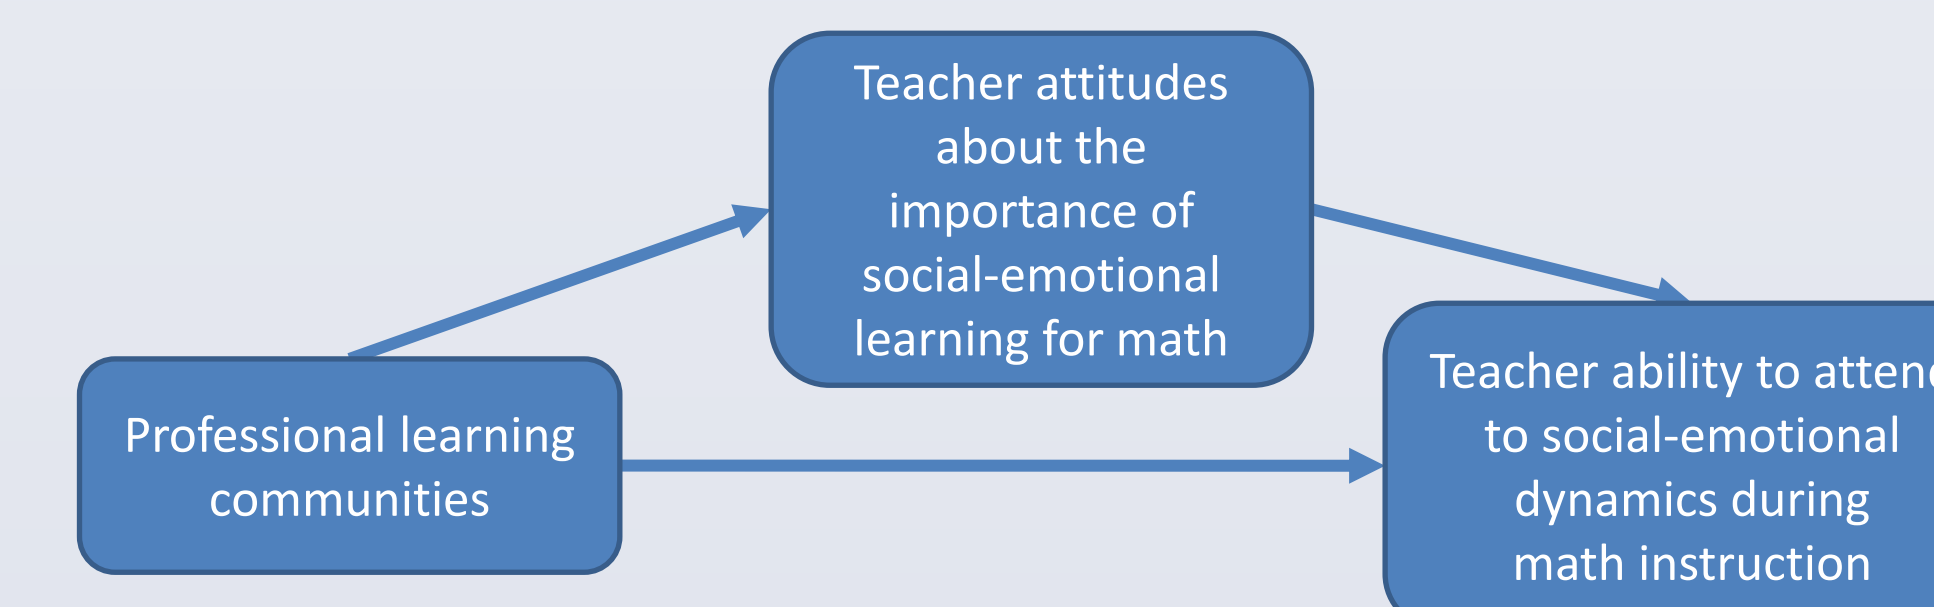 Teacher attitudes
about the
importance of
social-emotional
learning for math
Professional learning
communities
Teacher ability to attend
to social-emotional
dynamics during
math instruction